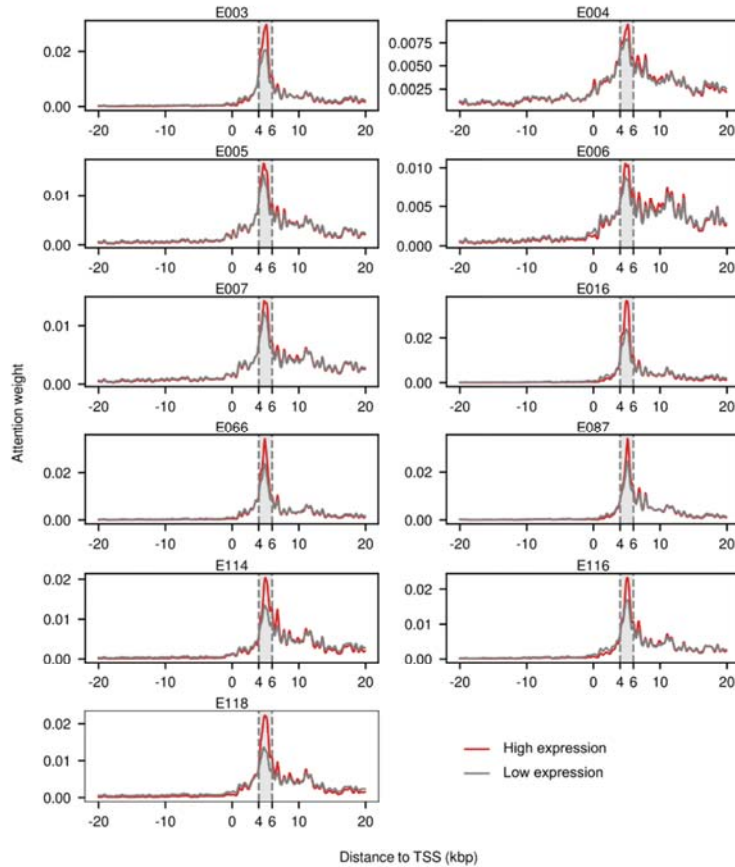 E003
E004
0.02
0.00
0.0075
0.0050
0.0025
-20 -10 0 4 6 10 20
-20 -10 0 4 6 10 20
E005
E006
0.01
0.00
0.010
0.005
0.000
-20 -10 0 4 6 10 20
-20 -10 0 4 6 10 20
E007
E016
0.01
0.00
0.02
0.00
-20 -10 0 4 6 10 20
-20 -10 0 4 6 10 20
Attention weight
E066
E087
0.02
0.00
0.02
0.00
-20 -10 0 4 6 10 20
-20 -10 0 4 6 10 20
E114
E116
0.02
0.01
0.00
0.02
0.01
0.00
-20 -10 0 4 6 10 20
-20 -10 0 4 6 10 20
E118
0.02
0.01
0.00
-20 -10 0 4 6 10 20
High expression
Low expression
Distance to TSS (kbp)